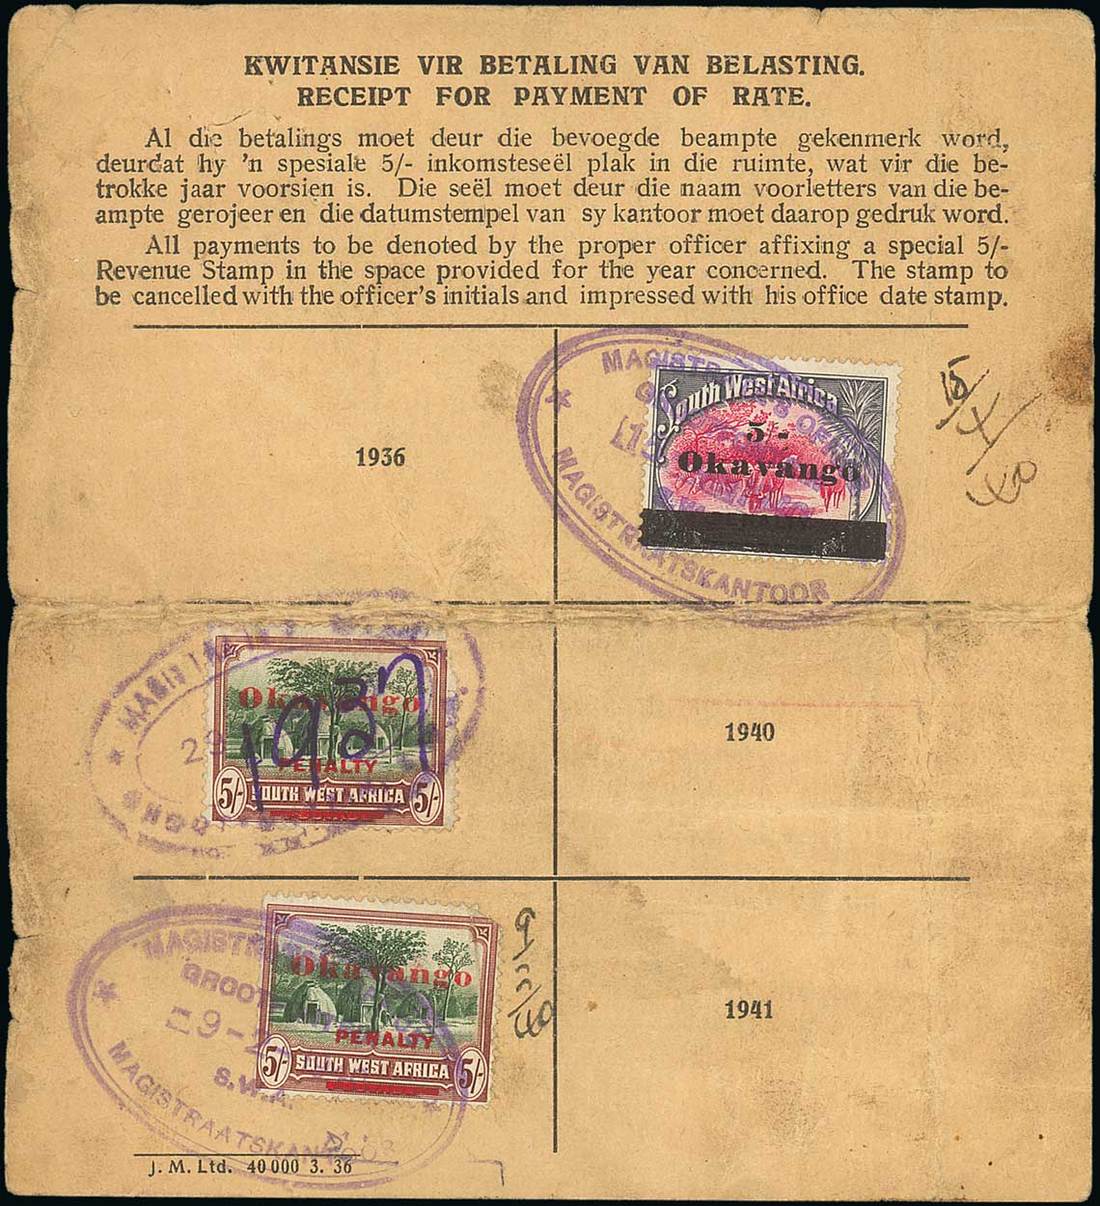 KWITANSIE VIR BETALING VAN BELASTING.
RECEIPT FOR PAYMENT OF RATE.
Al die betalings moet deur die bevoegde beampte gekenmerk word,
deurdat hy 'n spesiale 5/- inkomsteseël plak in die ruimte, wat vir die be-
trokke jaar voorsien is. Die seël moet deur die naam voorletters van die be-
ampte gerojeer en die datumstempel van sy kantoor moet daarop gedruk word.
All payments to be denoted by the proper officer affixing a special 5/-
Revenue Stamp in the space provided for the year concerned. The stamp to
be cancelled with the officer's initials and impressed with his office date stamp.
1936
South West Africa
5/-
Okavango
MAGISTRAATSKANTOOR
15/4/40
Okavango
1937
PENALTY
5/- SOUTH WEST AFRICA 5/-
1940
Okavango
PENALTY
5/- SOUTH WEST AFRICA 5/-
S.W.A.
1941
J. M. Ltd. 40 000 3. 36